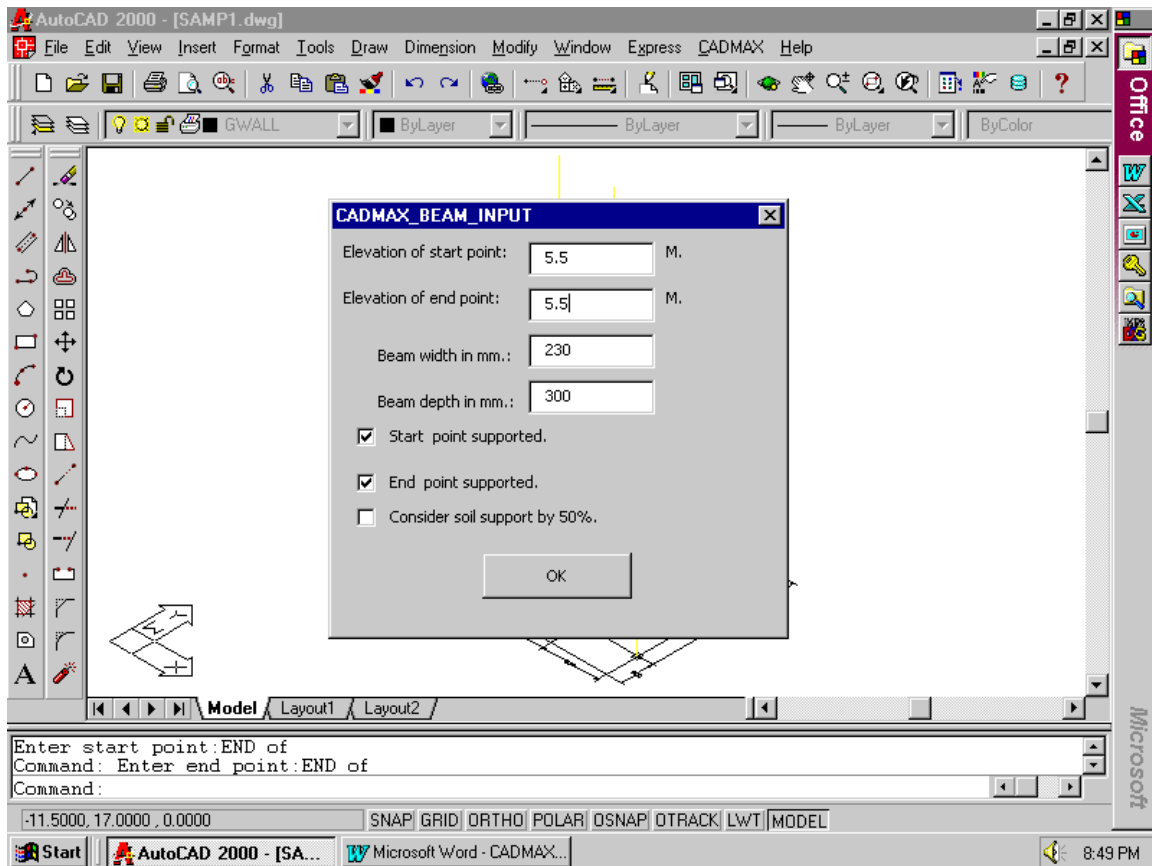 AutoCAD 2000 - [SAMP1.dwg]
File Edit View Insert Format Tools Draw Dimension Modify Window Express CADMAX Help
GWALL ByLayer ByLayer ByLayer ByColor
Office
CADMAX_BEAM_INPUT
Elevation of start point: 5.5 M.
Elevation of end point: 5.5 M.
Beam width in mm.: 230
Beam depth in mm.: 300
Start point supported.
End point supported.
Consider soil support by 50%.
OK
Model Layout1 Layout2
Enter start point:END of
Command: Enter end point:END of
Command:
-11.5000, 17.0000 , 0.0000 SNAP GRID ORTHO POLAR OSNAP OTRACK LWT MODEL
Microsoft
Start AutoCAD 2000 - [SA... Microsoft Word - CADMAX... 8:49 PM